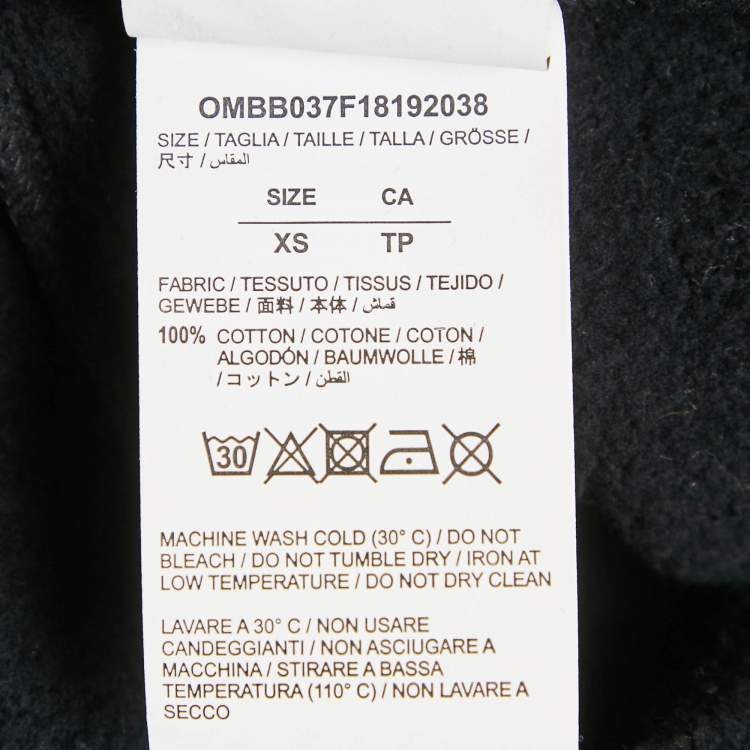 OMBB037F18192038
SIZE / TAGLIA / TAILLE / TALLA / GRÖSSE /
尺寸 / المقاس
SIZE CA
XS TP
FABRIC / TESSUTO / TISSUS / TEJIDO /
GEWEBE / 面料 / 本体 / قماش
100% COTTON / COTONE / COTON /
ALGODÓN / BAUMWOLLE / 棉
/ コットン / القطن
30
MACHINE WASH COLD (30° C) / DO NOT
BLEACH / DO NOT TUMBLE DRY / IRON AT
LOW TEMPERATURE / DO NOT DRY CLEAN
LAVARE A 30° C / NON USARE
CANDEGGIANTI / NON ASCIUGARE A
MACCHINA / STIRARE A BASSA
TEMPERATURA (110° C) / NON LAVARE A
SECCO